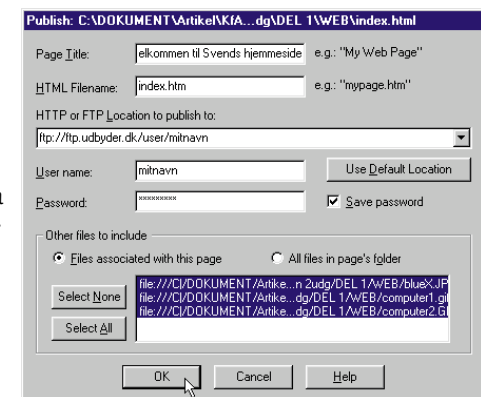 Publish: C:\DOKUMENT\Artikel\KfA...dg\DEL 1\WEB\index.html
Page Title: elkommen til Svends hjemmeside e.g.: "My Web Page"
HTML Filename: index.htm e.g.: "mypage.htm"
HTTP or FTP Location to publish to:
ftp://ftp.udbyder.dk/user/mitnavn
User name: mitnavn Use Default Location
Password: ********* Save password
Other files to include
Files associated with this page All files in page's folder
Select None file:///C|/DOKUMENT/Artike...n 2udg/DEL 1/WEB/blueX.JP
file:///C|/DOKUMENT/Artike...dg/DEL 1/WEB/computer1.gif
Select All file:///C|/DOKUMENT/Artike...dg/DEL 1/WEB/computer2.GI
OK Cancel Help